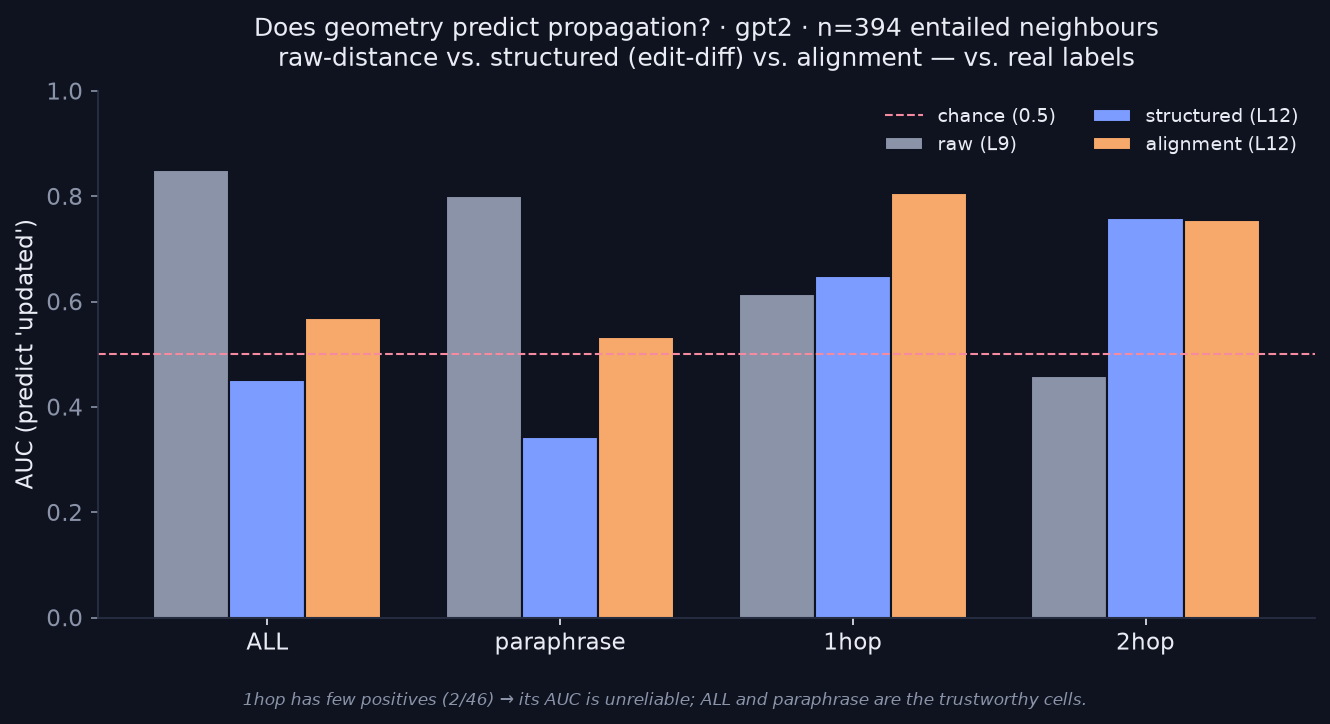 Does geometry predict propagation? · gpt2 · n=394 entailed neighbours
raw-distance vs. structured (edit-diff) vs. alignment — vs. real labels
AUC (predict 'updated')
1.0
0.8
0.6
0.4
0.2
0.0
chance (0.5)
raw (L9)
structured (L12)
alignment (L12)
ALL
paraphrase
1hop
2hop
1hop has few positives (2/46) → its AUC is unreliable; ALL and paraphrase are the trustworthy cells.